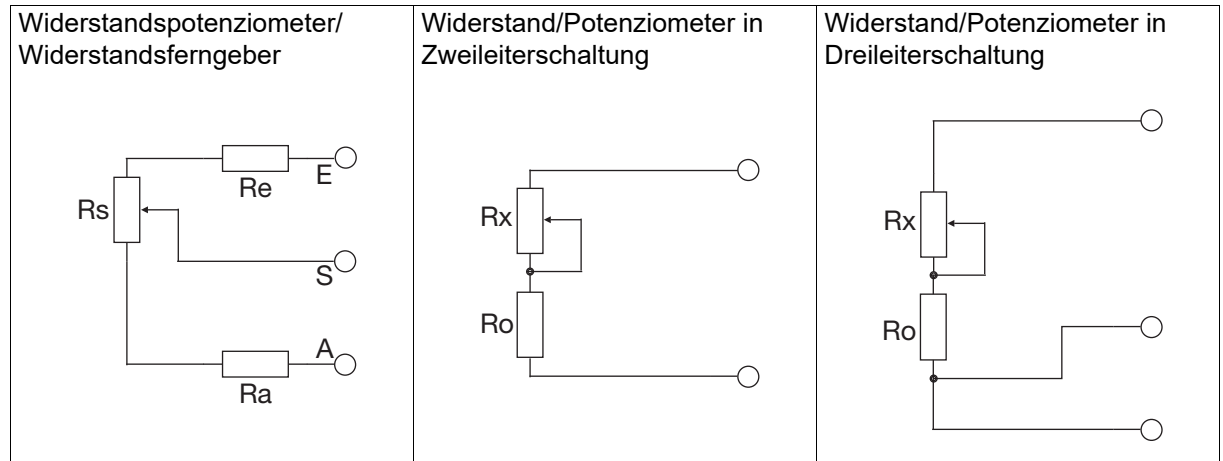 Widerstandspotenziometer/
Widerstandsferngeber
Re
E
Rs
S
A
Ra
Widerstand/Potenziometer in
Zweileiterschaltung
Rx
Ro
Widerstand/Potenziometer in
Dreileiterschaltung
Rx
Ro